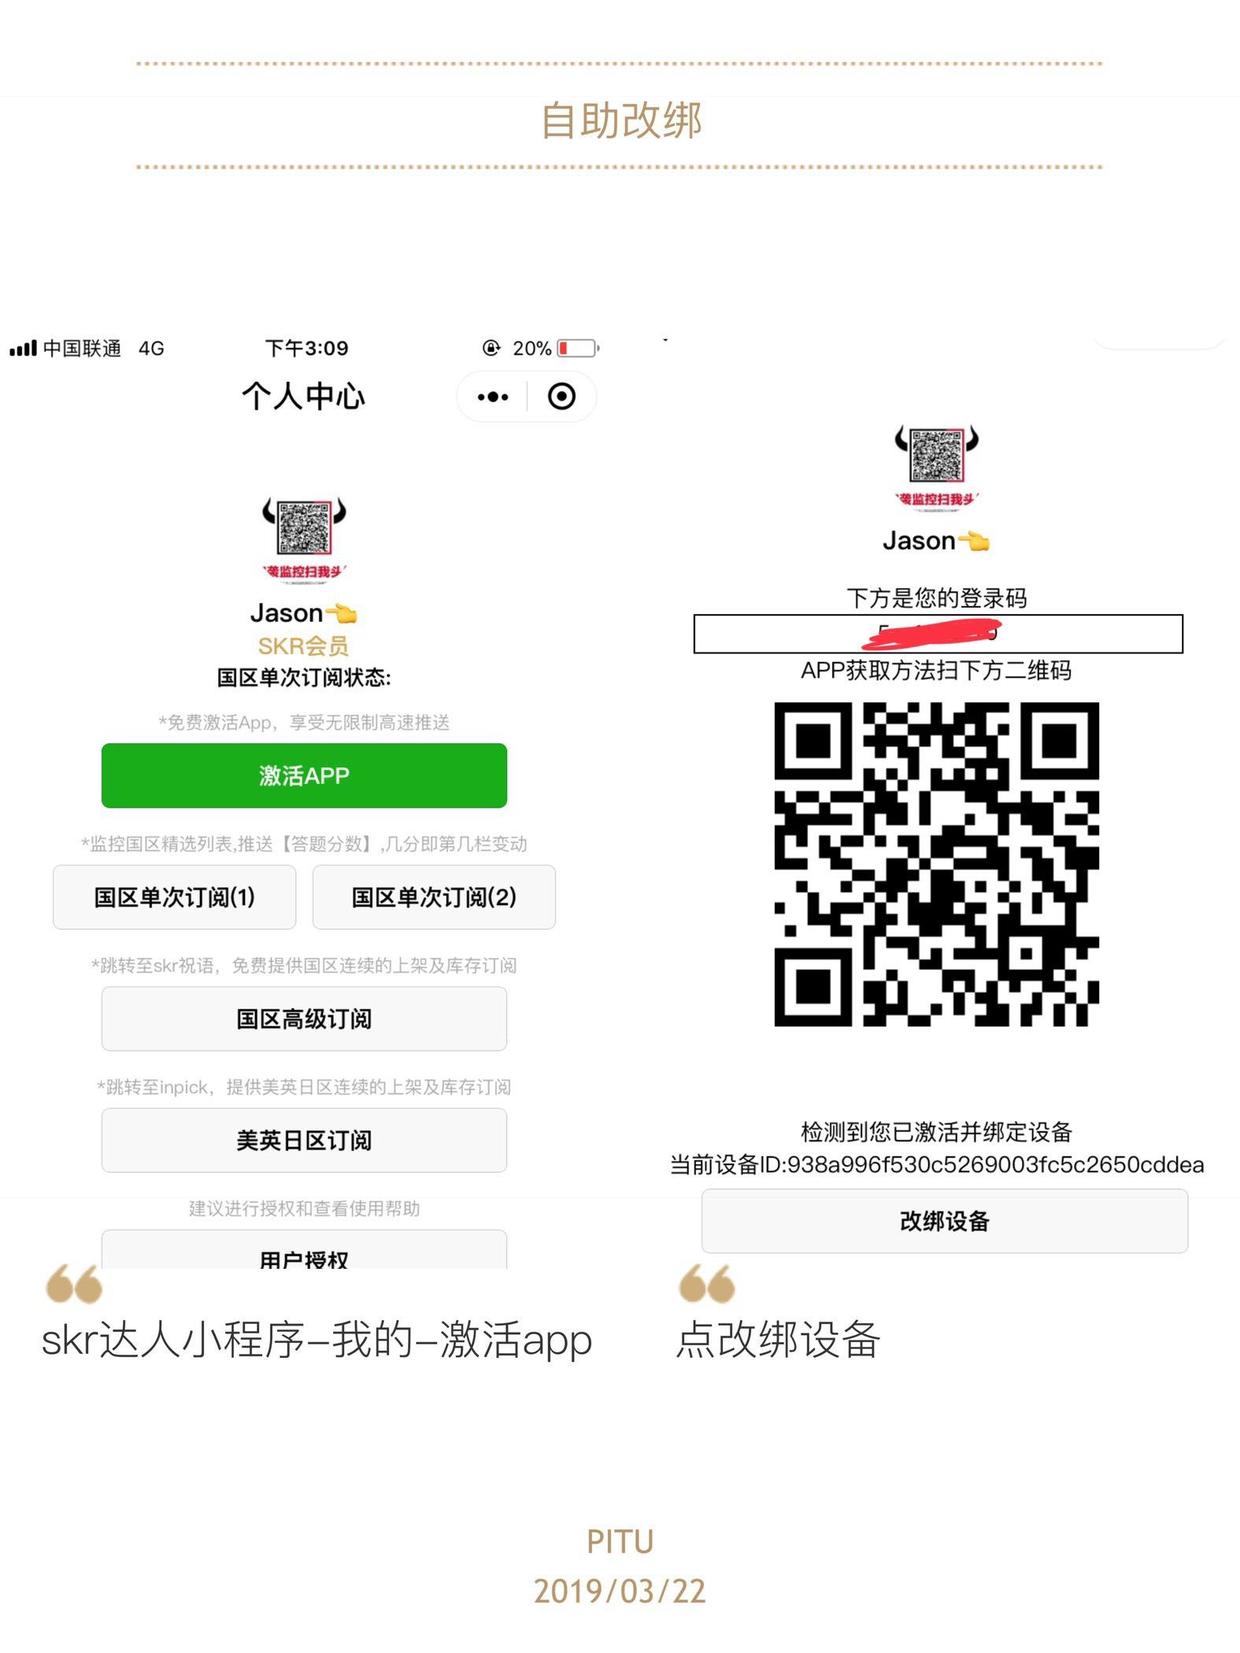 自助改绑
中国联通 4G
下午3:09
20%
个人中心
袭监控扫我头
Jason
SKR会员
国区单次订阅状态:
*免费激活App，享受无限制高速推送
激活APP
*监控国区精选列表,推送【答题分数】,几分即第几栏变动
国区单次订阅(1)
国区单次订阅(2)
*跳转至skr祝语，免费提供国区连续的上架及库存订阅
国区高级订阅
*跳转至inpick，提供美英日区连续的上架及库存订阅
美英日区订阅
建议进行授权和查看使用帮助
用户授权
skr达人小程序–我的–激活app
袭监控扫我头
Jason
下方是您的登录码
APP获取方法扫下方二维码
检测到您已激活并绑定设备
当前设备ID:938a996f530c5269003fc5c2650cddea
改绑设备
点改绑设备
PITU
2019/03/22